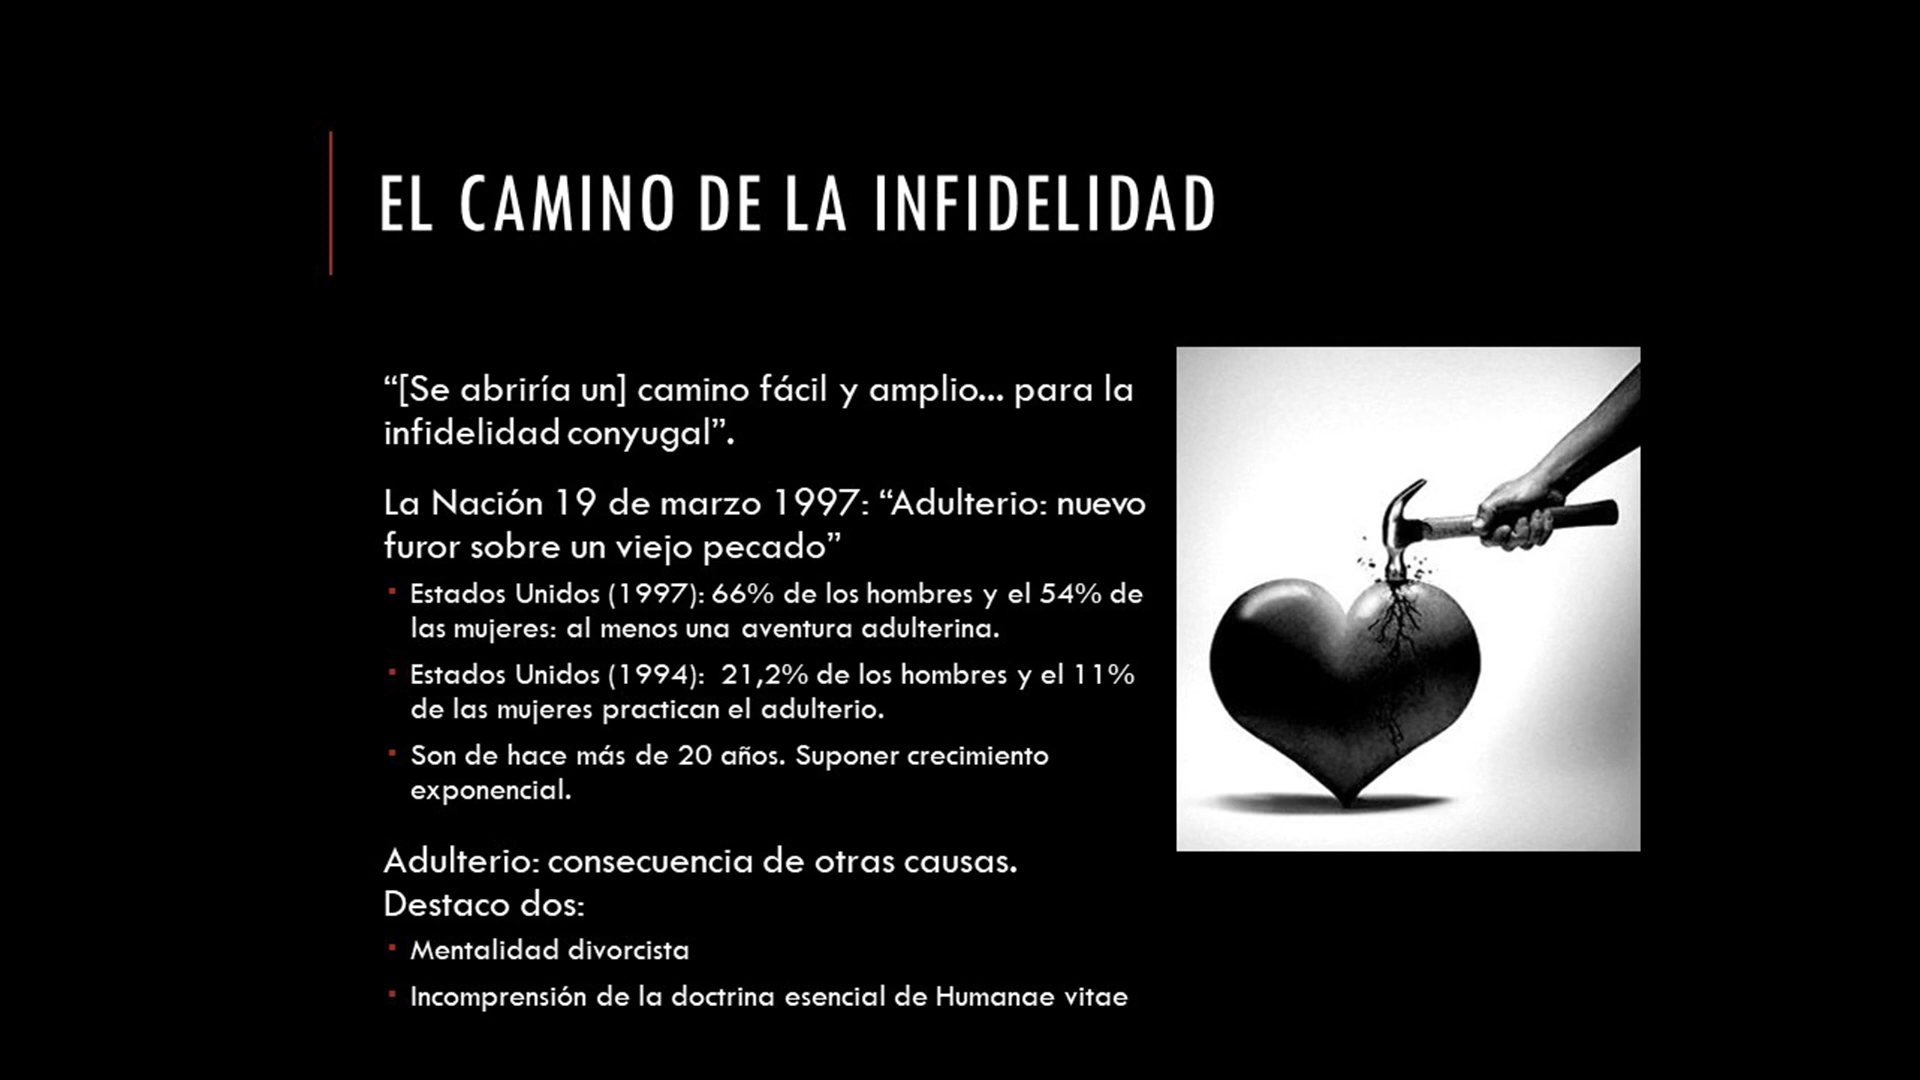 EL CAMINO DE LA INFIDELIDAD
“[Se abriría un] camino fácil y amplio... para la
infidelidad conyugal”.
La Nación 19 de marzo 1997: “Adulterio: nuevo
furor sobre un viejo pecado”
▪ Estados Unidos (1997): 66% de los hombres y el 54% de
las mujeres: al menos una aventura adulterina.
▪ Estados Unidos (1994):  21,2% de los hombres y el 11%
de las mujeres practican el adulterio.
▪ Son de hace más de 20 años. Suponer crecimiento
exponencial.
Adulterio: consecuencia de otras causas.
Destaco dos:
▪ Mentalidad divorcista
▪ Incomprensión de la doctrina esencial de Humanae vitae